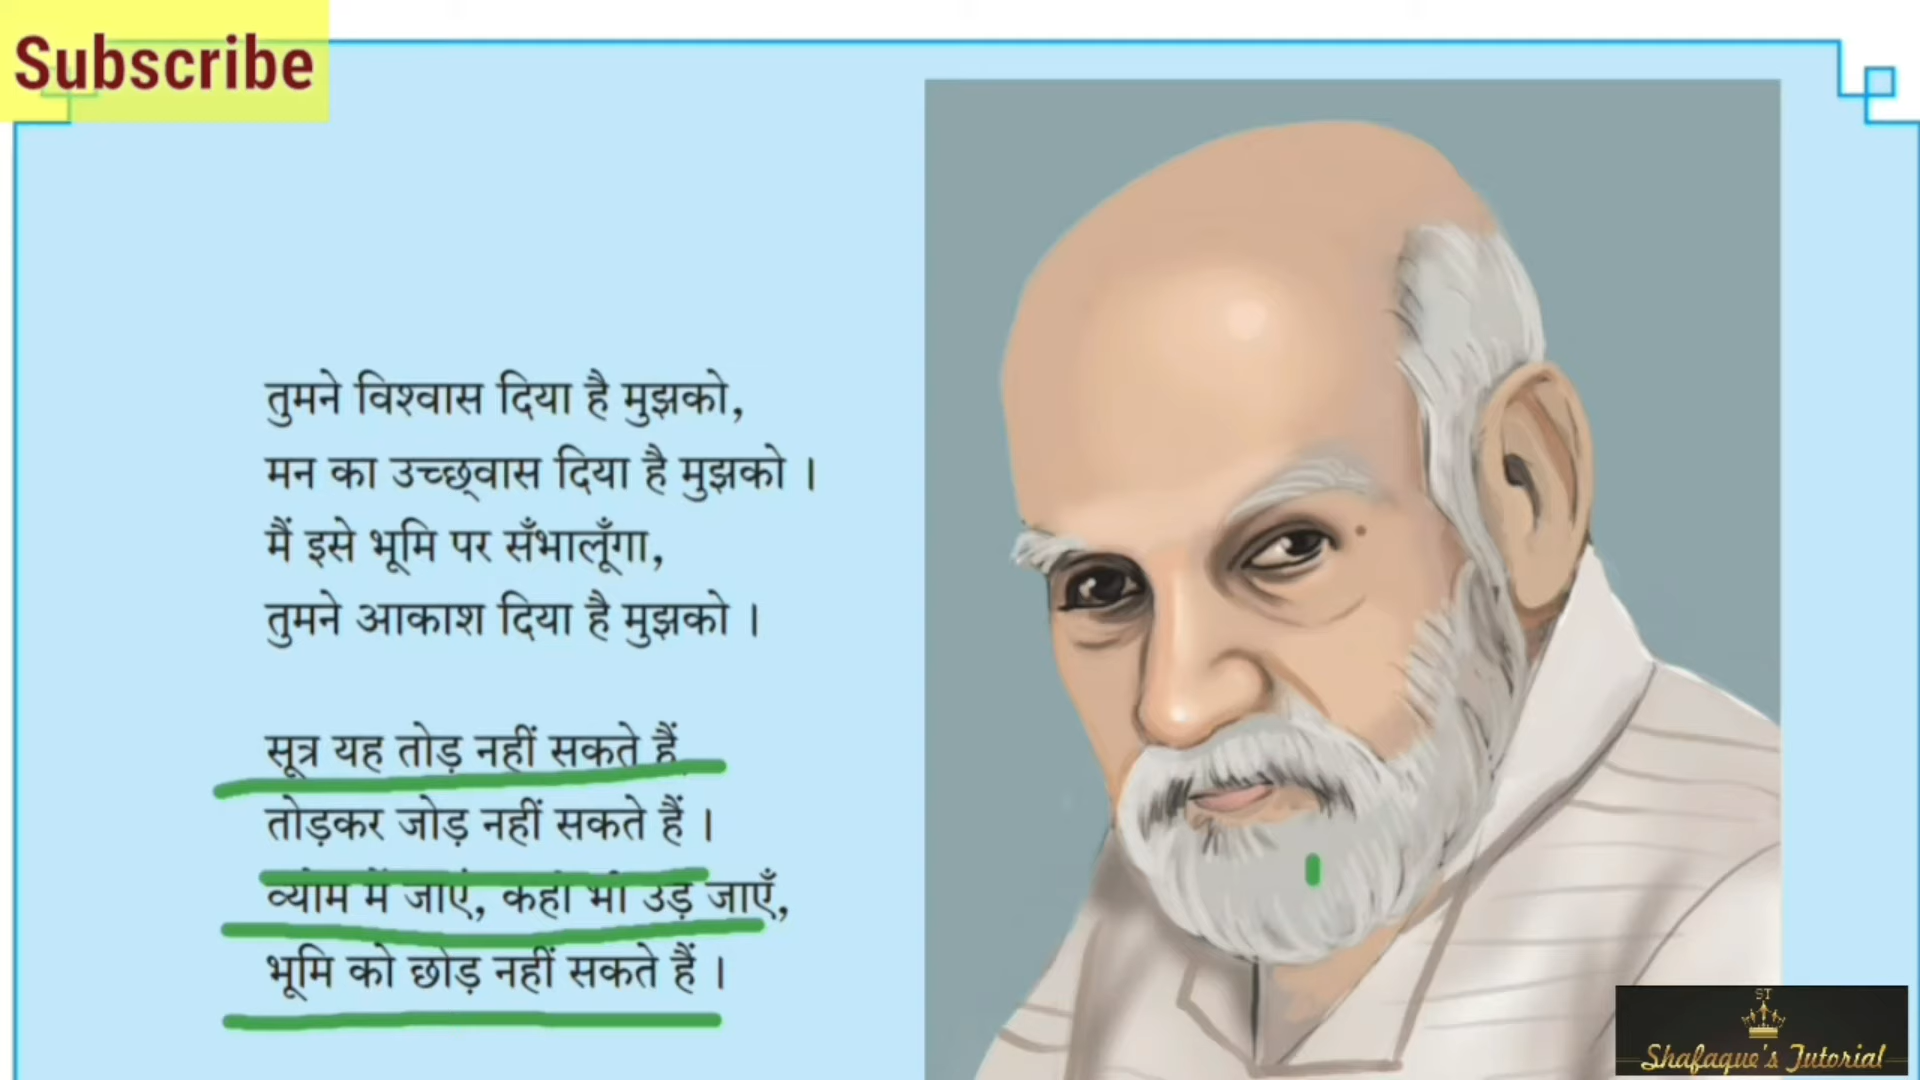 Subscribe
तुमने विश्वास दिया है मुझको,
मन का उच्छ्वास दिया है मुझको ।
मैं इसे भूमि पर सँभालूँगा,
तुमने आकाश दिया है मुझको ।
सूत्र यह तोड़ नहीं सकते हैं
तोड़कर जोड़ नहीं सकते हैं ।
व्योम में जाएँ, कहीं भी उड़ जाएँ,
भूमि को छोड़ नहीं सकते हैं ।
ST
Shafaque's Tutorial